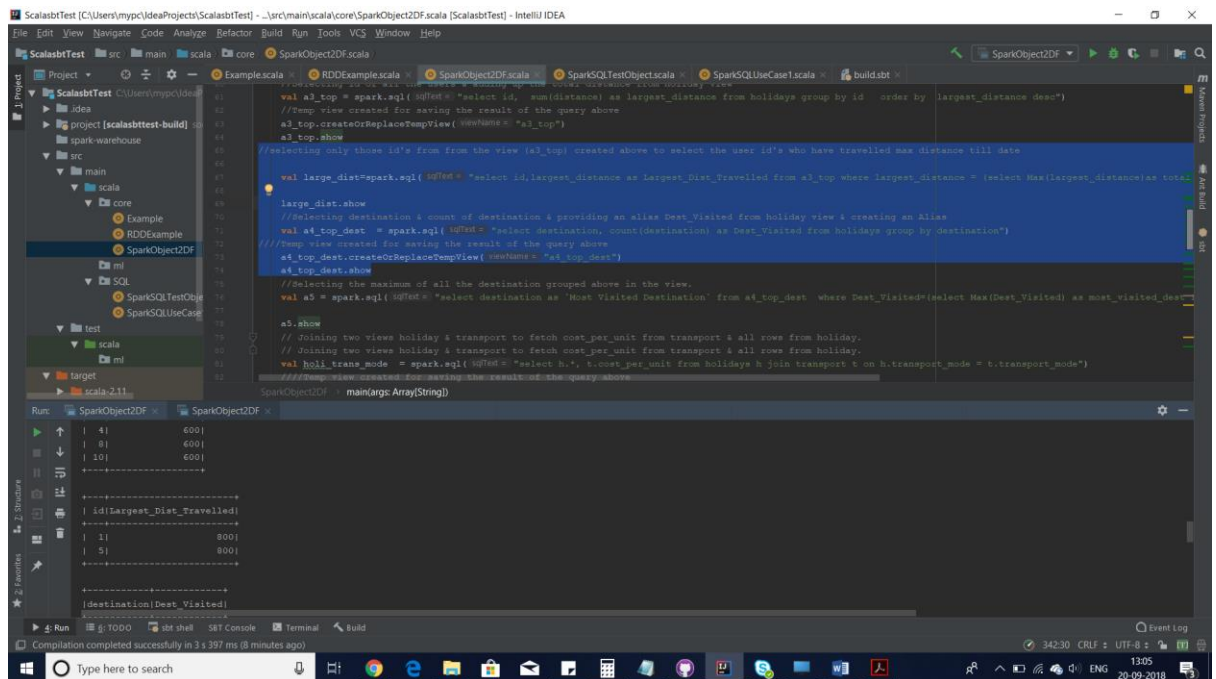 ScalasbtTest [C:\Users\mypc\IdeaProjects\ScalasbtTest] - ...\src\main\scala\core\SparkObject2DF.scala [ScalasbtTest] - IntelliJ IDEA
File Edit View Navigate Code Analyze Refactor Build Run Tools VCS Window Help
ScalasbtTest src main scala core SparkObject2DF.scala SparkObject2DF
Project Example.scala RDDExample.scala SparkObject2DF.scala SparkSQLTestObject.scala SparkSQLUseCase1.scala build.sbt
1: Project
Maven Projects
Ant Build
sbt
ScalasbtTest C:\Users\mypc\IdeaP
.idea
project [scalasbttest-build] so
spark-warehouse
src
main
scala
core
Example
RDDExample
SparkObject2DF
ml
SQL
SparkSQLTestObje
SparkSQLUseCase
test
scala
ml
target
scala-2.11
val a3_top = spark.sql( sqlText = "select id, sum(distance) as largest_distance from holidays group by id order by largest_distance desc")
//Temp view created for saving the result of the query above
a3_top.createOrReplaceTempView( viewName = "a3_top")
a3_top.show
//selecting only those id's from from the view (a3_top) created above to select the user id's who have travelled max distance till date
val large_dist=spark.sql( sqlText = "select id,largest_distance as Largest_Dist_Travelled from a3_top where largest_distance = (select Max(largest_distance)as total
large_dist.show
//Selecting destination & count of destination & providing an alias Dest_Visited from holiday view & creating an Alias
val a4_top_dest = spark.sql( sqlText = "select destination, count(destination) as Dest_Visited from holidays group by destination")
////Temp view created for saving the result of the query above
a4_top_dest.createOrReplaceTempView( viewName = "a4_top_dest")
a4_top_dest.show
//Selecting the maximum of all the destination grouped above in the view.
val a5 = spark.sql( sqlText = "select destination as `Most Visited Destination` from a4_top_dest where Dest_Visited=(select Max(Dest_Visited) as most_visited_dest
a5.show
// Joining two views holiday & transport to fetch cost_per_unit from transport & all rows from holiday.
// Joining two views holiday & transport to fetch cost_per_unit from transport & all rows from holiday.
val holi_trans_mode = spark.sql( sqlText = "select h.*, t.cost_per_unit from holidays h join transport t on h.transport_mode = t.transport_mode")
////Temp view created for saving the result of the query above
SparkObject2DF main(args: Array[String])
Run: SparkObject2DF SparkObject2DF
| 4| 600|
| 8| 600|
| 10| 600|
+---+----------------+
+---+----------------------+
| id|Largest_Dist_Travelled|
+---+----------------------+
| 1| 800|
| 5| 800|
+---+----------------------+
+-----------+------------+
|destination|Dest_Visited|
Z: Structure
2: Favorites
4: Run 6: TODO sbt shell SBT Console Terminal Build Event Log
Compilation completed successfully in 3 s 397 ms (8 minutes ago) 342:30 CRLF UTF-8
Type here to search ENG 13:05
20-09-2018